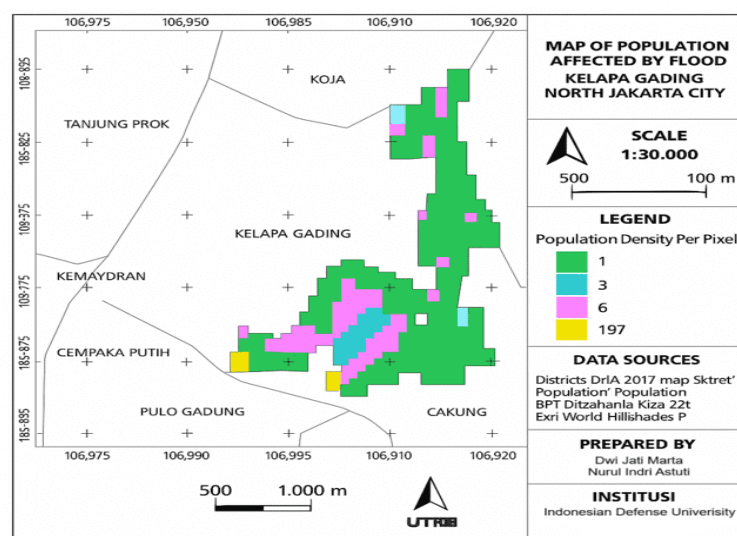 106,975 106,950 106,985 106,910 106,920
KOJA
TANJUNG PROK
KELAPA GADING
KEMAYDRAN
CEMPAKA PUTIH
PULO GADUNG
CAKUNG
108-895
185-825
109-375
109-775
185-875
185-895
106,975 106,990 106,995 106,910 106,920
500 1.000 m
MAP OF POPULATION
AFFECTED BY FLOOD
KELAPA GADING
NORTH JAKARTA CITY
SCALE
1:30.000
500 100 m
LEGEND
Population Density Per Pixel
1
3
6
197
DATA SOURCES
Districts DrlA 2017 map Sktret'
Population' Population
BPT Ditzahanla Kiza 22t
Exri World Hillishades P
PREPARED BY
Dwi Jati Marta
Nurul Indri Astuti
INSTITUSI
Indonesian Defense Univerisity